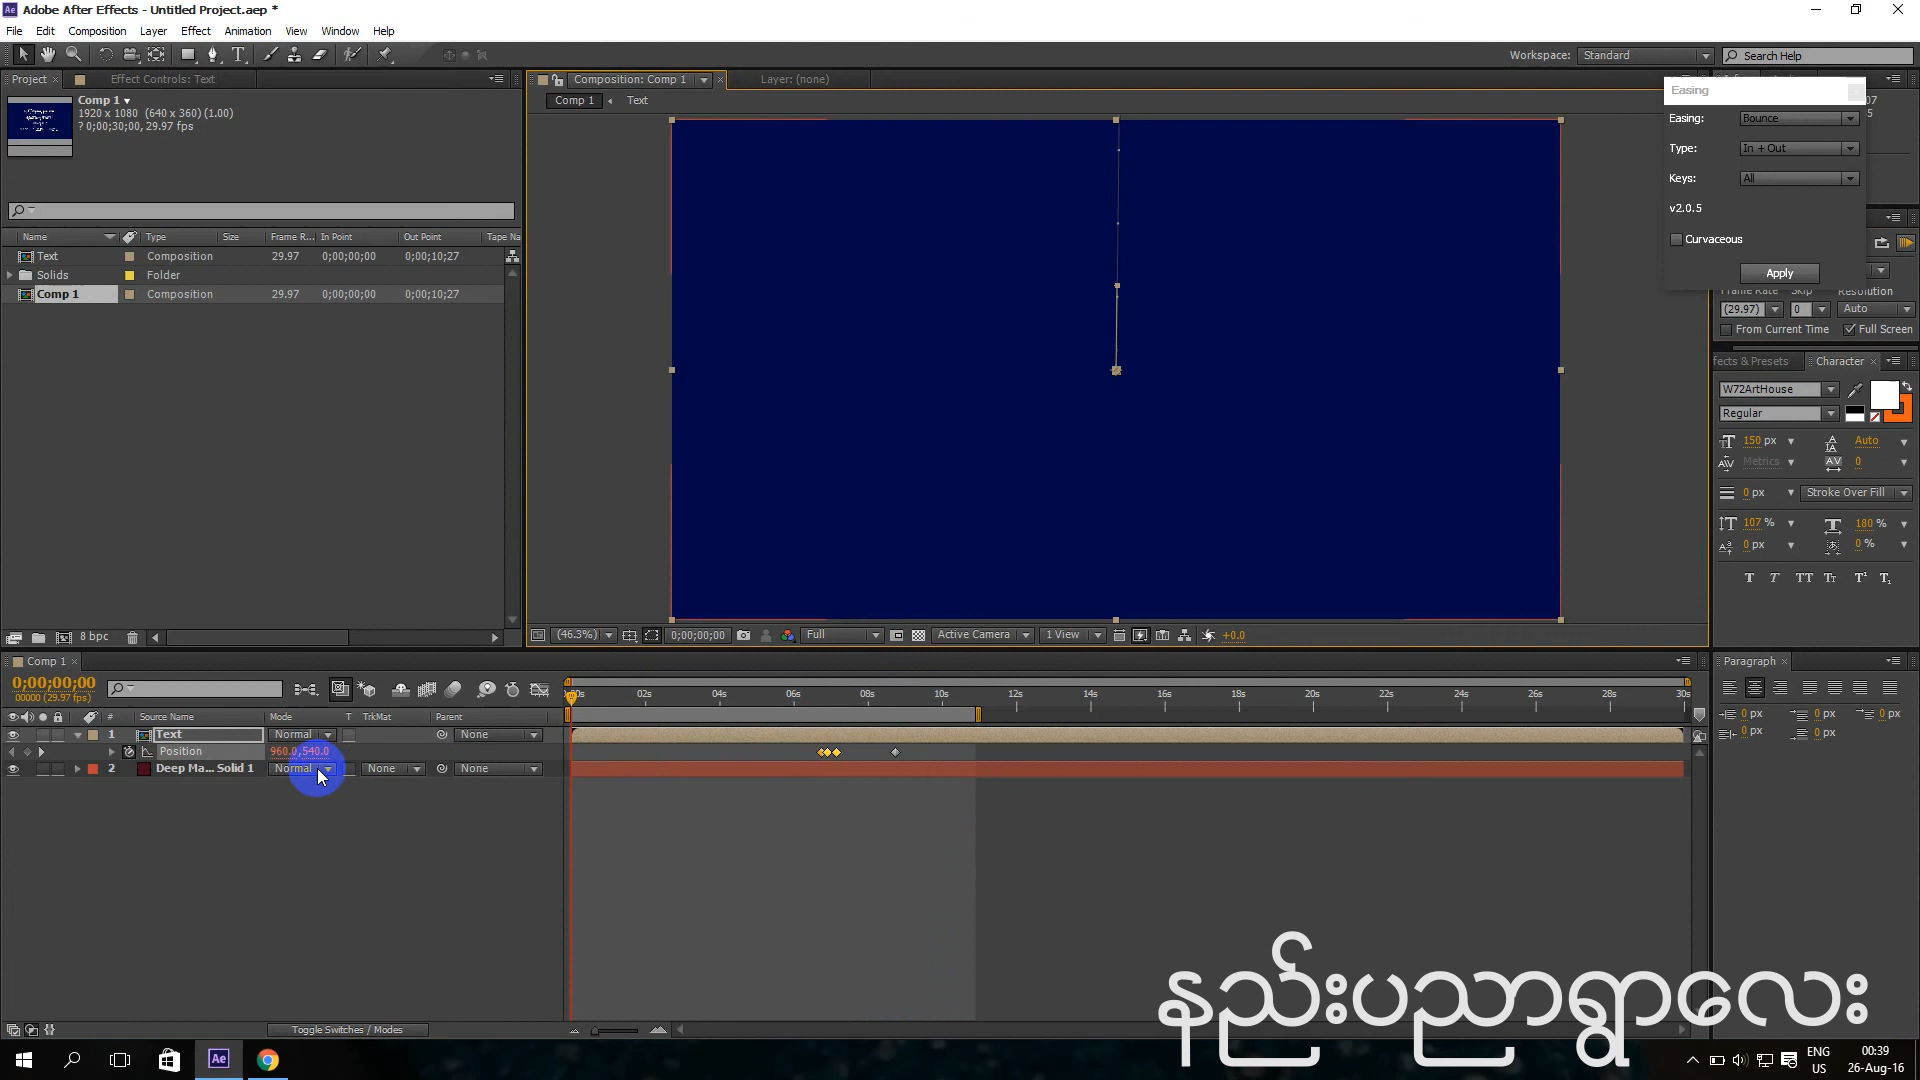 Adobe After Effects - Untitled Project.aep *
File Edit Composition Layer Effect Animation View Window Help
Workspace: Standard Search Help
Project Effect Controls: Text Composition: Comp 1 Layer: (none)
Comp 1 Text
Comp 1
1920 x 1080 (640 x 360) (1.00)
? 0;00;30;00, 29.97 fps
Easing
Easing: Bounce
Type: In + Out
Keys: All
v2.0.5
Curvaceous
Apply
Name Type Size Frame R... In Point Out Point Tape Na
Text Composition 29.97 0;00;00;00 0;00;10;27
Solids Folder
Comp 1 Composition 29.97 0;00;00;00 0;00;10;27
Frame Rate Skip Resolution
(29.97) 0 Auto
From Current Time Full Screen
fects & Presets Character
W72ArtHouse
Regular
150 px Auto
Metrics 0
0 px Stroke Over Fill
107 % 180 %
0 px 0 %
T T TT Tt T¹ T₁
8 bpc
(46.3%) 0;00;00;00 Full Active Camera 1 View +0.0
Comp 1
0;00;00;00
00000 (29.97 fps)
02s 04s 06s 08s 10s 12s 14s 16s 18s 20s 22s 24s 26s 28s 30s
# Source Name Mode T TrkMat Parent
1 Text Normal None
Position 960.0,540.0
2 Deep Ma... Solid 1 Normal None None
Paragraph
0 px 0 px 0 px
0 px 0 px
Toggle Switches / Modes
နည်းပညာရွာလေး
ENG
US
00:39
26-Aug-16